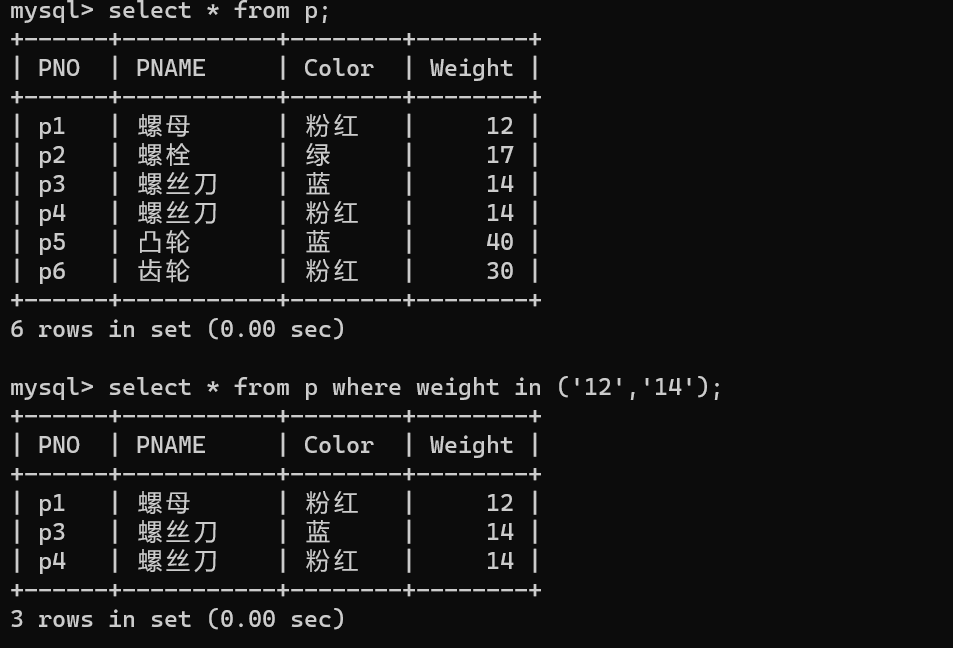 mysql> select * from p;
+------+-----------+--------+--------+
| PNO  | PNAME     | Color  | Weight |
+------+-----------+--------+--------+
| p1   | 螺母      | 粉红   |     12 |
| p2   | 螺栓      | 绿     |     17 |
| p3   | 螺丝刀    | 蓝     |     14 |
| p4   | 螺丝刀    | 粉红   |     14 |
| p5   | 凸轮      | 蓝     |     40 |
| p6   | 齿轮      | 粉红   |     30 |
+------+-----------+--------+--------+
6 rows in set (0.00 sec)

mysql> select * from p where weight in ('12','14');
+------+-----------+--------+--------+
| PNO  | PNAME     | Color  | Weight |
+------+-----------+--------+--------+
| p1   | 螺母      | 粉红   |     12 |
| p3   | 螺丝刀    | 蓝     |     14 |
| p4   | 螺丝刀    | 粉红   |     14 |
+------+-----------+--------+--------+
3 rows in set (0.00 sec)